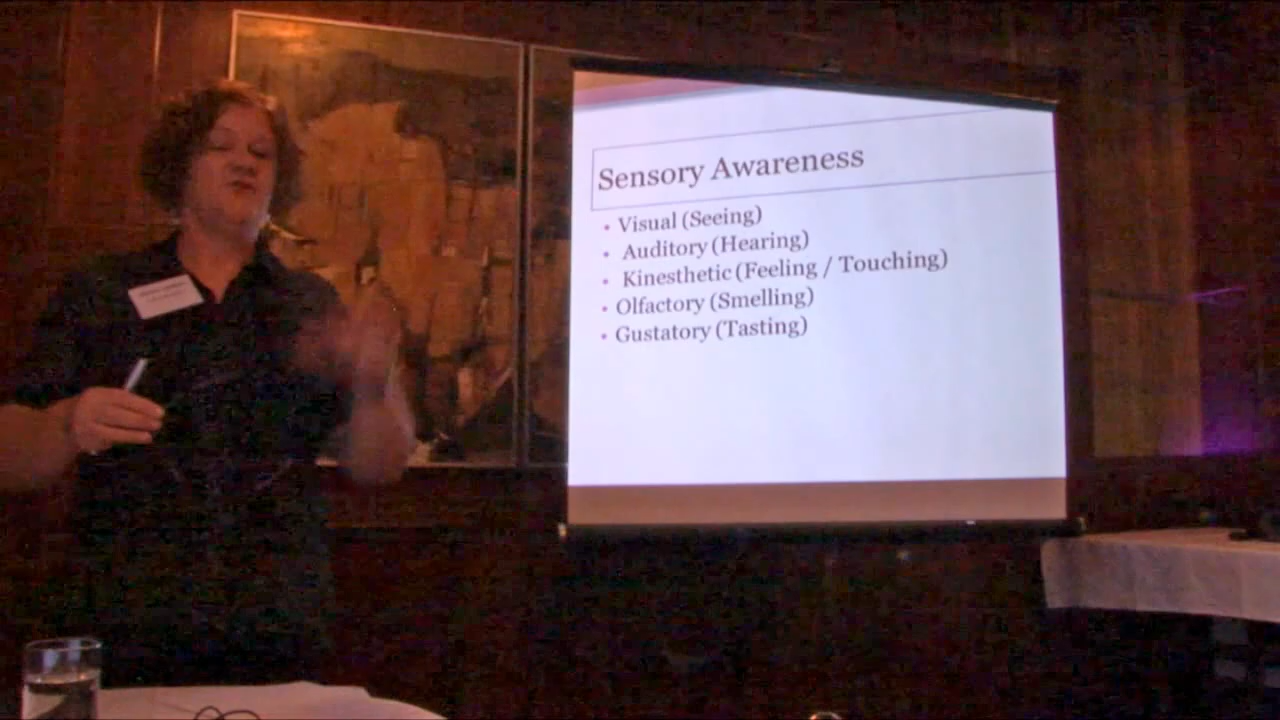 Sensory Awareness
• Visual (Seeing)
• Auditory (Hearing)
• Kinesthetic (Feeling / Touching)
• Olfactory (Smelling)
• Gustatory (Tasting)